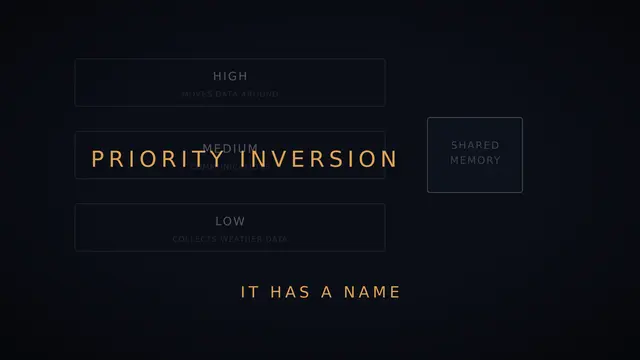 HIGH
MOVES DATA AROUND
MEDIUM
PRIORITY INVERSION
SHARED
MEMORY
LOW
COLLECTS WEATHER DATA
IT HAS A NAME